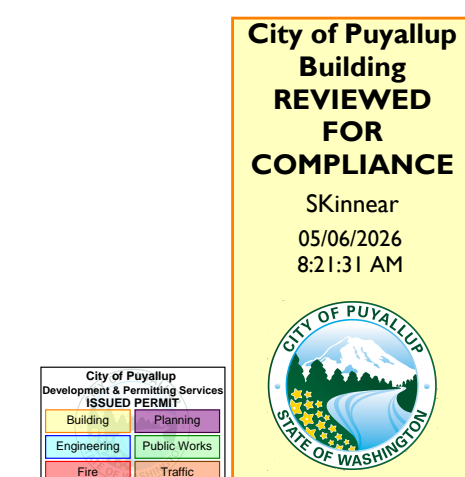 City of Puyallup
Building
REVIEWED
FOR
COMPLIANCE
SKinnear
05/06/2026
8:21:31 AM
CITY OF PUYALLUP
STATE OF WASHINGTON
City of Puyallup
Development & Permitting Services
ISSUED PERMIT
Building Planning
Engineering Public Works
Fire Traffic